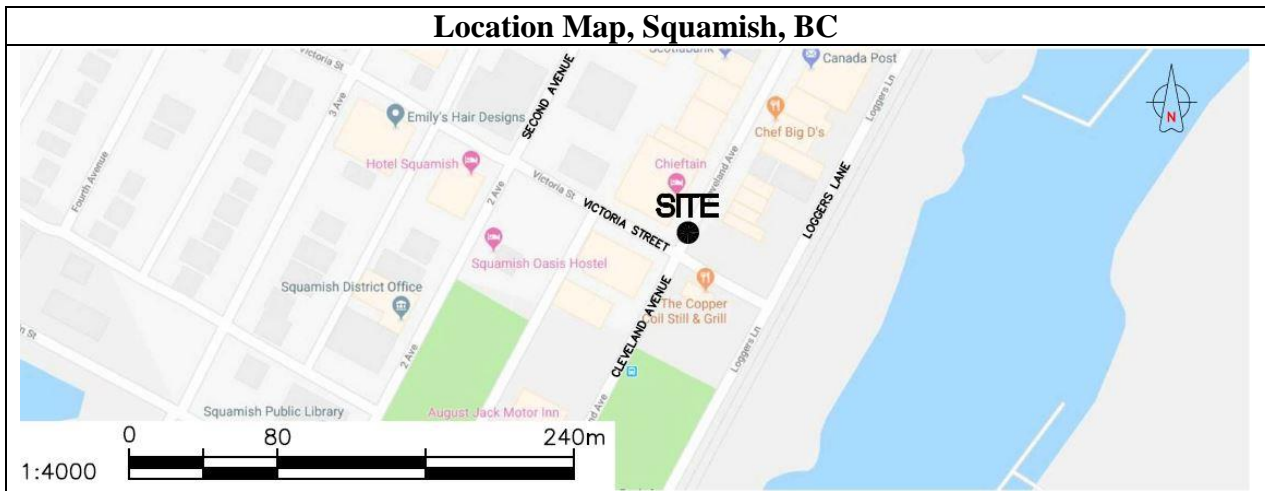 Location Map, Squamish, BC
Victoria St
SECOND AVENUE
Scotiabank
Canada Post
Loggers Ln
3 Ave
Emily's Hair Designs
N
Chef Big D's
Hotel Squamish
Chieftain
Fourth Avenue
Victoria St
2 Ave
VICTORIA STREET
SITE
LOGGERS LANE
Squamish Oasis Hostel
Squamish District Office
The Copper
Coil Still & Grill
CLEVELAND AVENUE
Loggers Ln
2 Ave
Squamish Public Library
August Jack Motor Inn
0 80 240m
1:4000